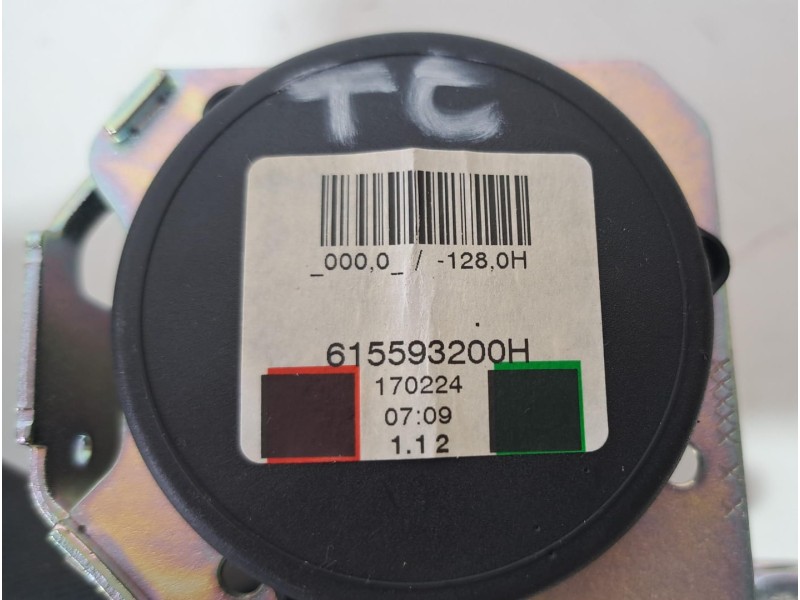 TC
_000,0_ / -128,0H
615593200H
170224
07:09
1.12